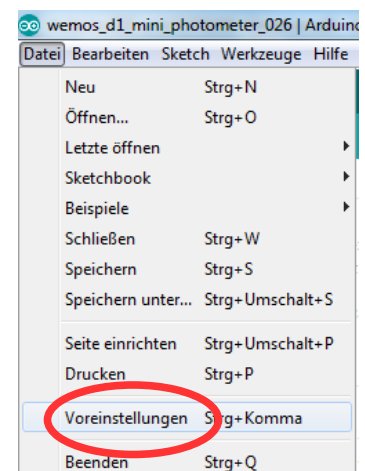 wemos_d1_mini_photometer_026 | Arduin
Datei Bearbeiten Sketch Werkzeuge Hilfe
Neu Strg+N
Öffnen... Strg+O
Letzte öffnen
Sketchbook
Beispiele
Schließen Strg+W
Speichern Strg+S
Speichern unter... Strg+Umschalt+S
Seite einrichten Strg+Umschalt+P
Drucken Strg+P
Voreinstellungen Strg+Komma
Beenden Strg+Q